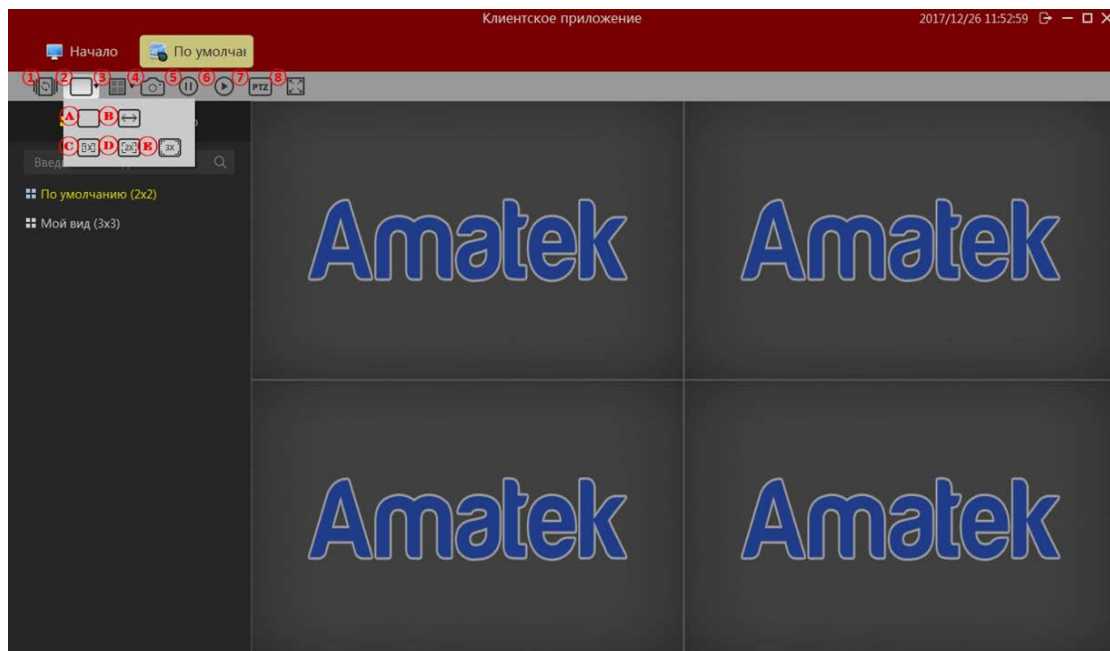 Клиентское приложение
2017/12/26 11:52:59
Начало
По умолчаı
1 2 3 4 5 6 7 8
PTZ
A B
C 1X D 2X E 3X
По умолчанию (2x2)
Мой вид (3x3)
Amatek Amatek
Amatek Amatek